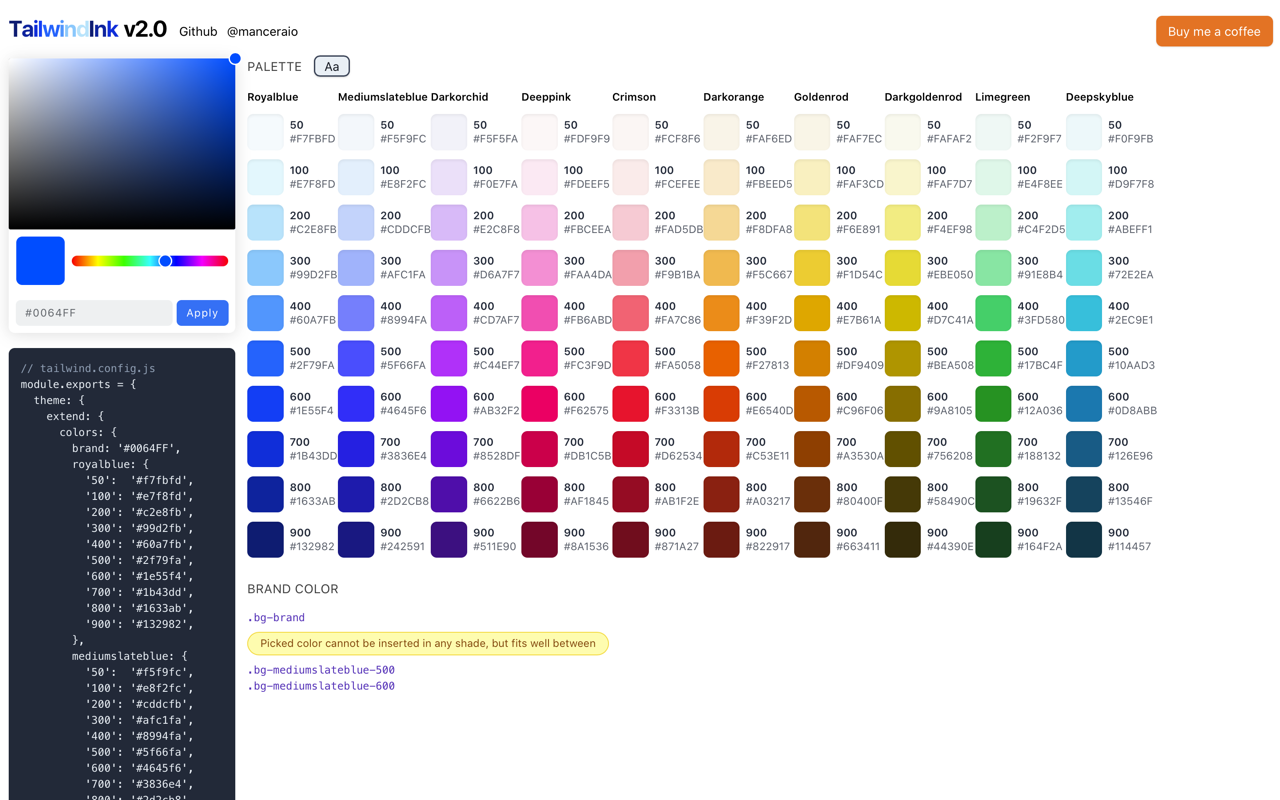 TailwindInk v2.0 Github @manceraio
Buy me a coffee
#0064FF Apply
// tailwind.config.js
module.exports = {
theme: {
extend: {
colors: {
brand: '#0064FF',
royalblue: {
'50': '#f7fbfd',
'100': '#e7f8fd',
'200': '#c2e8fb',
'300': '#99d2fb',
'400': '#60a7fb',
'500': '#2f79fa',
'600': '#1e55f4',
'700': '#1b43dd',
'800': '#1633ab',
'900': '#132982',
},
mediumslateblue: {
'50': '#f5f9fc',
'100': '#e8f2fc',
'200': '#cddcfb',
'300': '#afc1fa',
'400': '#8994fa',
'500': '#5f66fa',
'600': '#4645f6',
'700': '#3836e4',
'800': '#2d2cb8',
PALETTE Aa
Royalblue Mediumslateblue Darkorchid Deeppink Crimson Darkorange Goldenrod Darkgoldenrod Limegreen Deepskyblue
50 50 50 50 50 50 50 50 50 50
#F7FBFD #F5F9FC #F5F5FA #FDF9F9 #FCF8F6 #FAF6ED #FAF7EC #FAFAF2 #F2F9F7 #F0F9FB
100 100 100 100 100 100 100 100 100 100
#E7F8FD #E8F2FC #F0E7FA #FDEEF5 #FCEFEE #FBEED5 #FAF3CD #FAF7D7 #E4F8EE #D9F7F8
200 200 200 200 200 200 200 200 200 200
#C2E8FB #CDDCFB #E2C8F8 #FBCEEA #FAD5DB #F8DFA8 #F6E891 #F4EF98 #C4F2D5 #ABEFF1
300 300 300 300 300 300 300 300 300 300
#99D2FB #AFC1FA #D6A7F7 #FAA4DA #F9B1BA #F5C667 #F1D54C #EBE050 #91E8B4 #72E2EA
400 400 400 400 400 400 400 400 400 400
#60A7FB #8994FA #CD7AF7 #FB6ABD #FA7C86 #F39F2D #E7B61A #D7C41A #3FD580 #2EC9E1
500 500 500 500 500 500 500 500 500 500
#2F79FA #5F66FA #C44EF7 #FC3F9D #FA5058 #F27813 #DF9409 #BEA508 #17BC4F #10AAD3
600 600 600 600 600 600 600 600 600 600
#1E55F4 #4645F6 #AB32F2 #F62575 #F3313B #E6540D #C96F06 #9A8105 #12A036 #0D8ABB
700 700 700 700 700 700 700 700 700 700
#1B43DD #3836E4 #8528DF #DB1C5B #D62534 #C53E11 #A3530A #756208 #188132 #126E96
800 800 800 800 800 800 800 800 800 800
#1633AB #2D2CB8 #6622B6 #AF1845 #AB1F2E #A03217 #80400F #58490C #19632F #13546F
900 900 900 900 900 900 900 900 900 900
#132982 #242591 #511E90 #8A1536 #871A27 #822917 #663411 #44390E #164F2A #114457
BRAND COLOR
.bg-brand
Picked color cannot be inserted in any shade, but fits well between
.bg-mediumslateblue-500
.bg-mediumslateblue-600